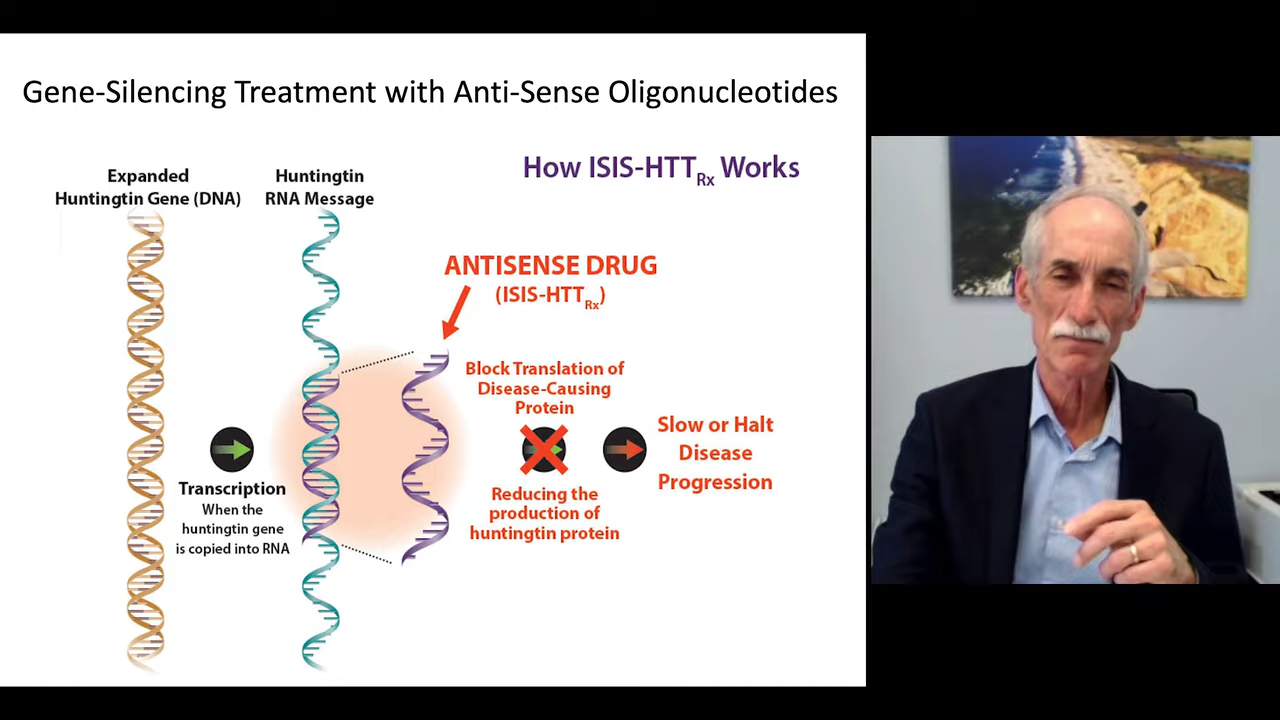 Gene-Silencing Treatment with Anti-Sense Oligonucleotides
How ISIS-HTTRx Works
Expanded
Huntingtin Gene (DNA)
Huntingtin
RNA Message
ANTISENSE DRUG
(ISIS-HTTRx)
Block Translation of
Disease-Causing
Protein
Slow or Halt
Disease
Progression
Transcription
When the
huntingtin gene
is copied into RNA
Reducing the
production of
huntingtin protein